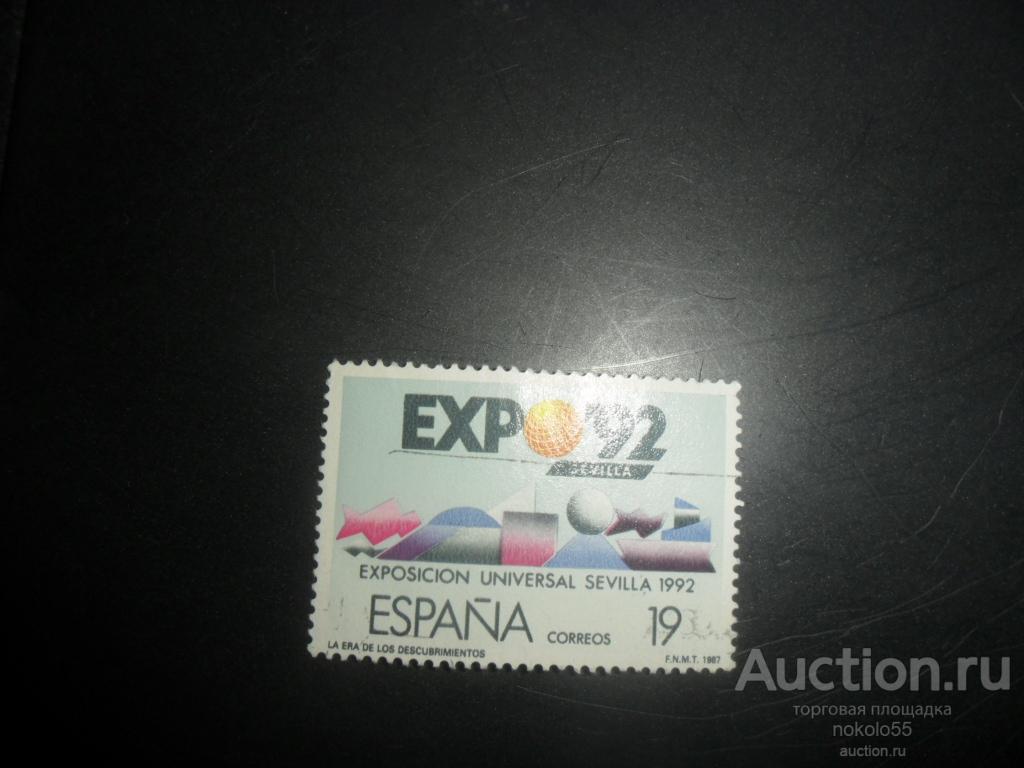 EXPO '92
SEVILLA
EXPOSICION UNIVERSAL SEVILLA 1992
ESPAÑA CORREOS 19
LA ERA DE LOS DESCUBRIMIENTOS F.N.M.T. 1987
Auction.ru
торговая площадка
nokolo55
auction.ru